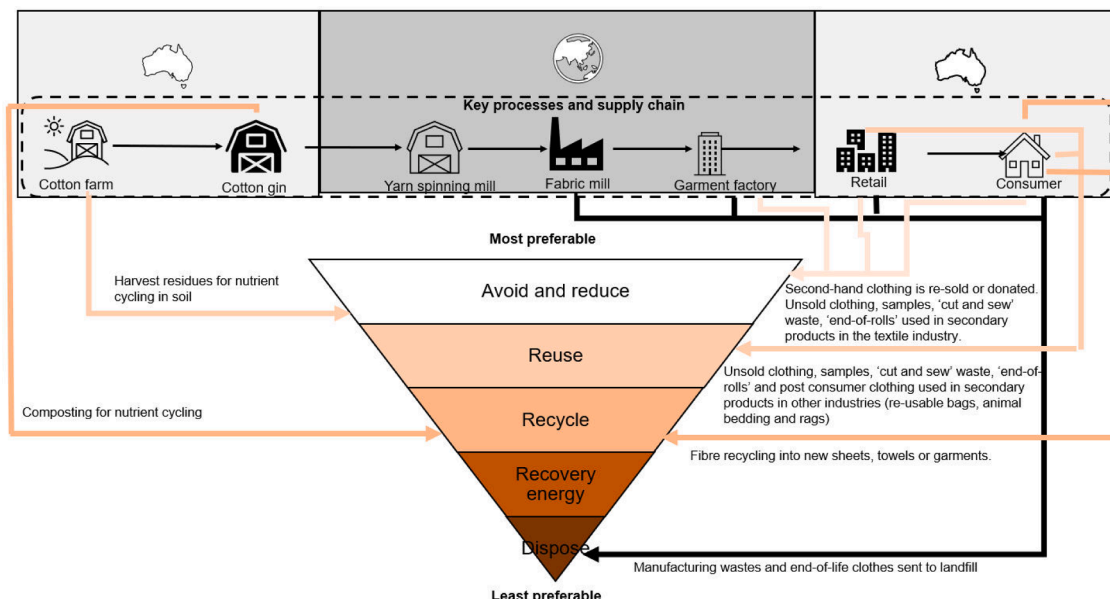 Key processes and supply chain
Cotton farm
Cotton gin
Yarn spinning mill
Fabric mill
Garment factory
Retail
Consumer
Most preferable
Harvest residues for nutrient
cycling in soil
Avoid and reduce
Second-hand clothing is re-sold or donated.
Unsold clothing, samples, ‘cut and sew’
waste, ‘end-of-rolls’ used in secondary
products in the textile industry.
Reuse
Unsold clothing, samples, ‘cut and sew’ waste, ‘end-of-
rolls’ and post consumer clothing used in secondary
products in other industries (re-usable bags, animal
bedding and rags)
Composting for nutrient cycling
Recycle
Fibre recycling into new sheets, towels or garments.
Recovery
energy
Dispose
Manufacturing wastes and end-of-life clothes sent to landfill
Least preferable